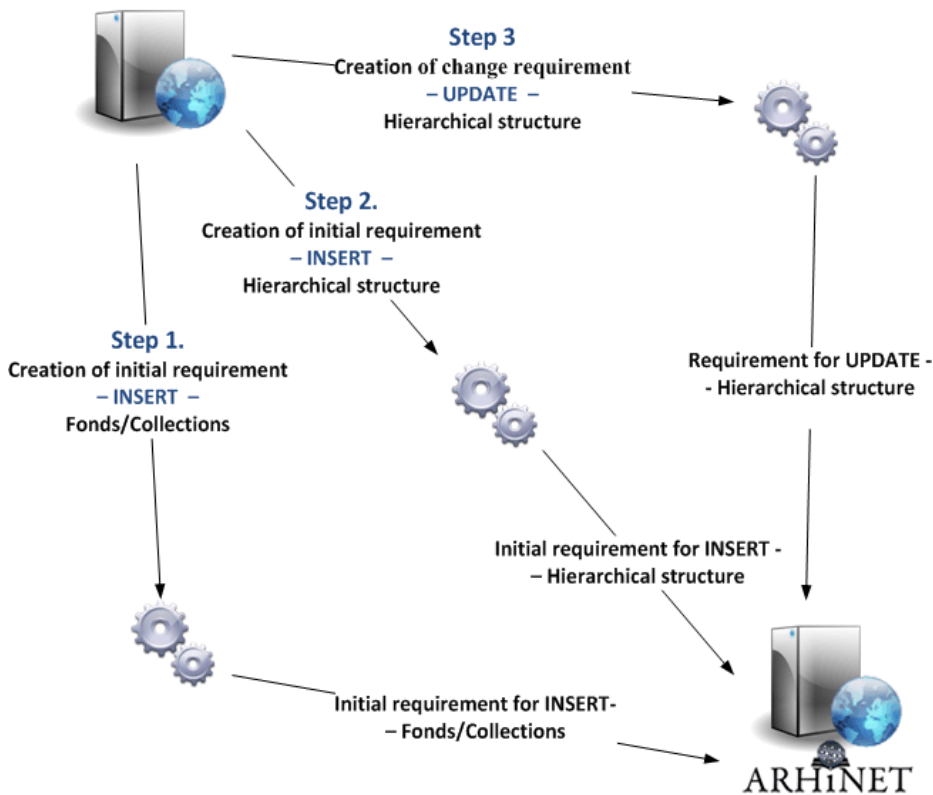 Step 3
Creation of change requirement
– UPDATE –
Hierarchical structure
Step 2.
Creation of initial requirement
– INSERT –
Hierarchical structure
Step 1.
Creation of initial requirement
– INSERT –
Fonds/Collections
Requirement for UPDATE -
- Hierarchical structure
Initial requirement for INSERT -
– Hierarchical structure
Initial requirement for INSERT-
– Fonds/Collections
ARHiNET